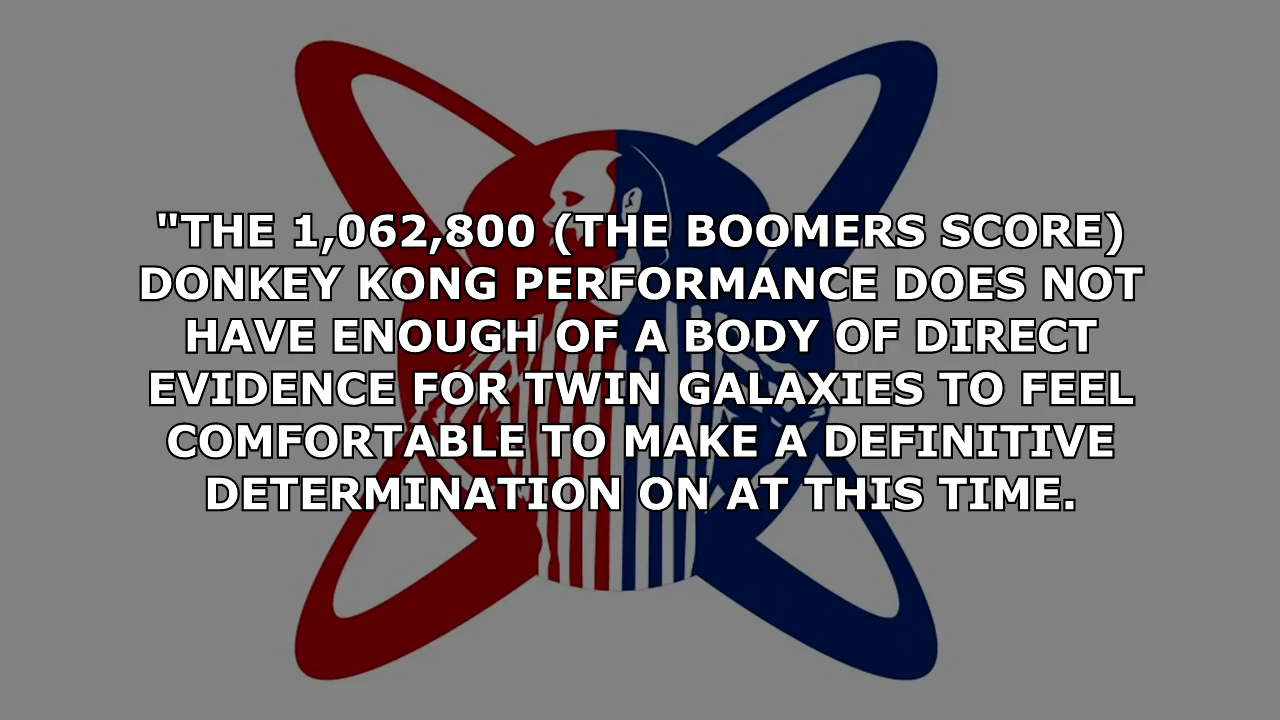 "THE 1,062,800 (THE BOOMERS SCORE)
DONKEY KONG PERFORMANCE DOES NOT
HAVE ENOUGH OF A BODY OF DIRECT
EVIDENCE FOR TWIN GALAXIES TO FEEL
COMFORTABLE TO MAKE A DEFINITIVE
DETERMINATION ON AT THIS TIME.